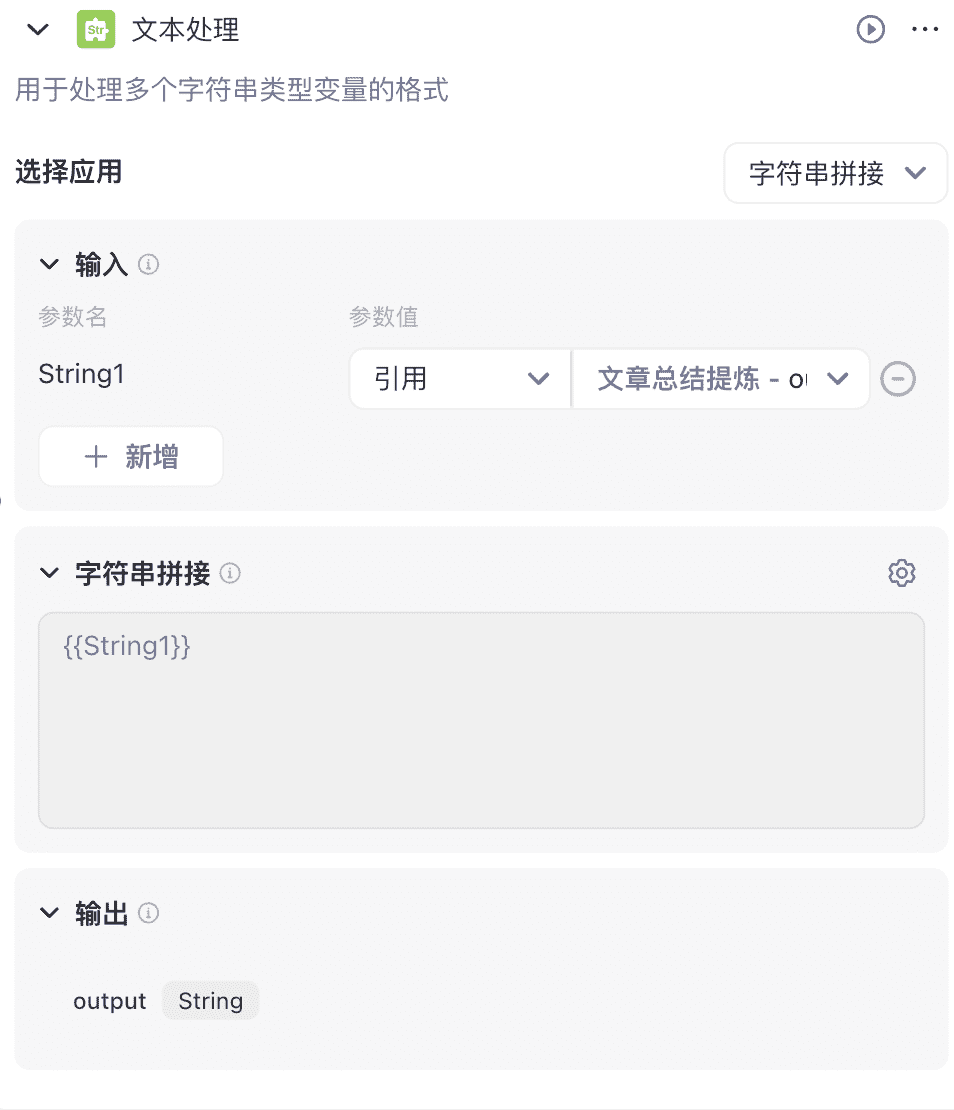 Str
文本处理
用于处理多个字符串类型变量的格式
选择应用
字符串拼接
输入
参数名 参数值
String1 引用 文章总结提炼 - ou
新增
字符串拼接
{{String1}}
输出
output String